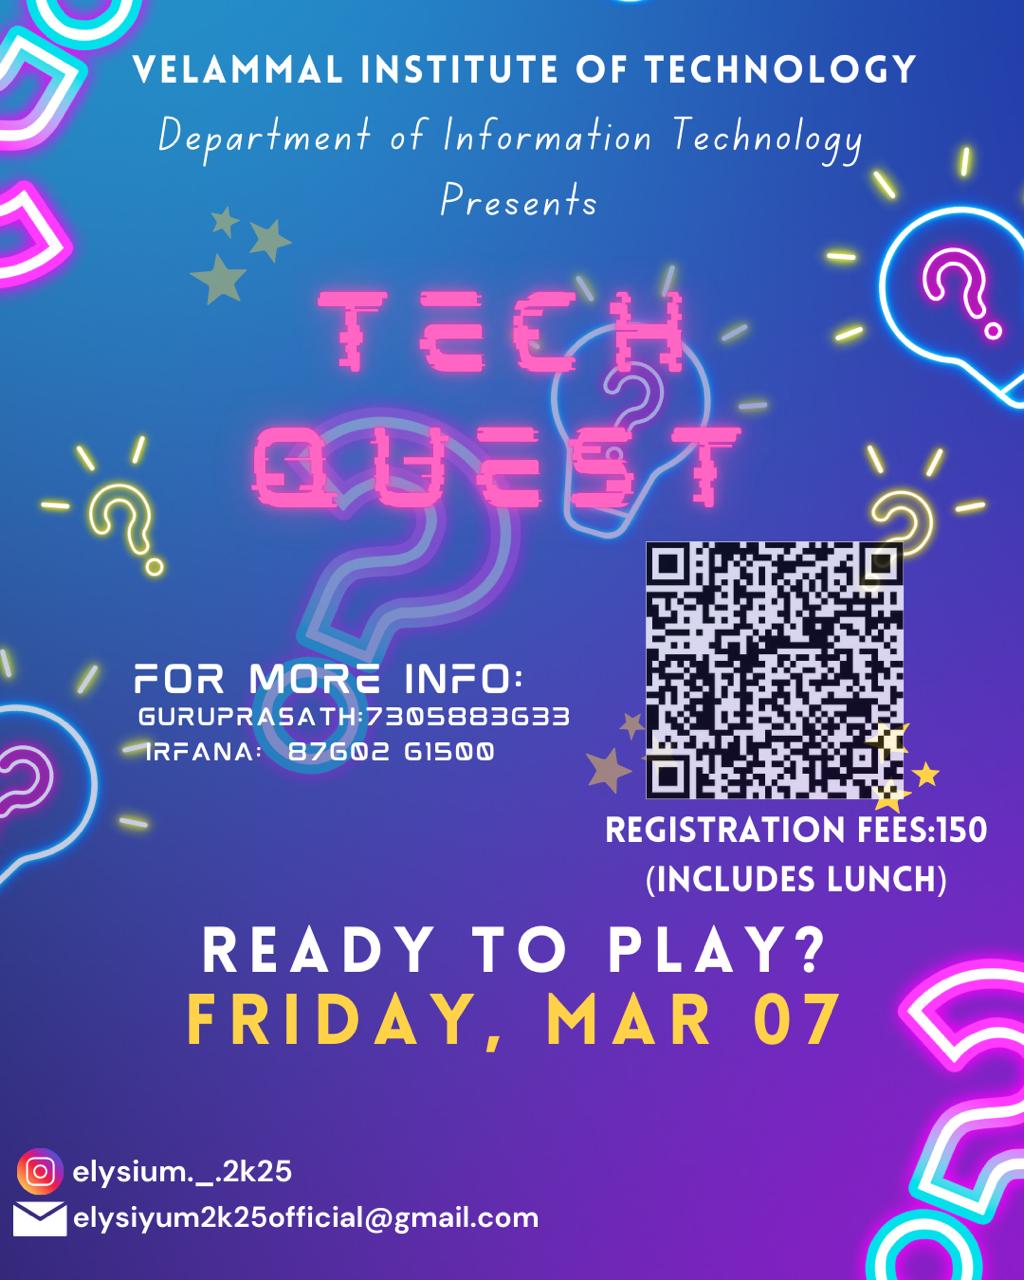 VELAMMAL INSTITUTE OF TECHNOLOGY
Department of Information Technology
Presents
TECH
QUEST
FOR MORE INFO:
GURUPRASATH:7305883633
IRFANA: 87602 61500
REGISTRATION FEES:150
(INCLUDES LUNCH)
READY TO PLAY?
FRIDAY, MAR 07
elysium._.2k25
elysiyum2k25official@gmail.com